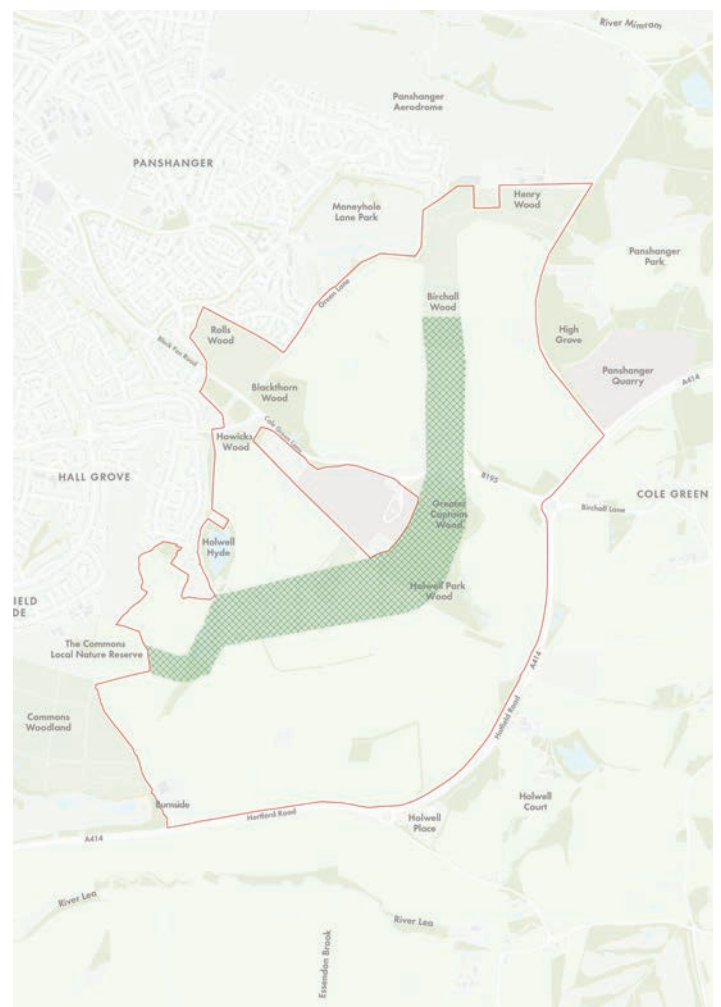 River Mimram
Panshanger
Aerodrome
PANSHANGER
Henry
Wood
Moneyhole
Lane Park
Panshanger
Park
Green Lane
Birchall
Wood
Rolls
Wood
High
Grove
Black Fan Road
Panshanger
Quarry
A414
Blackthorn
Wood
Cole Green Lane
Howicks
Wood
HALL GROVE
B195
COLE GREEN
Greater
Captains
Wood
Birchall Lane
Holwell
Hyde
Holwell Park
Wood
IELD
DE
The Commons
Local Nature Reserve
A414
Commons
Woodland
Hatfield Road
Burnside
Holwell
Court
Hertford Road
Holwell
Place
A414
River Lea
River Lea
Essendon Brook